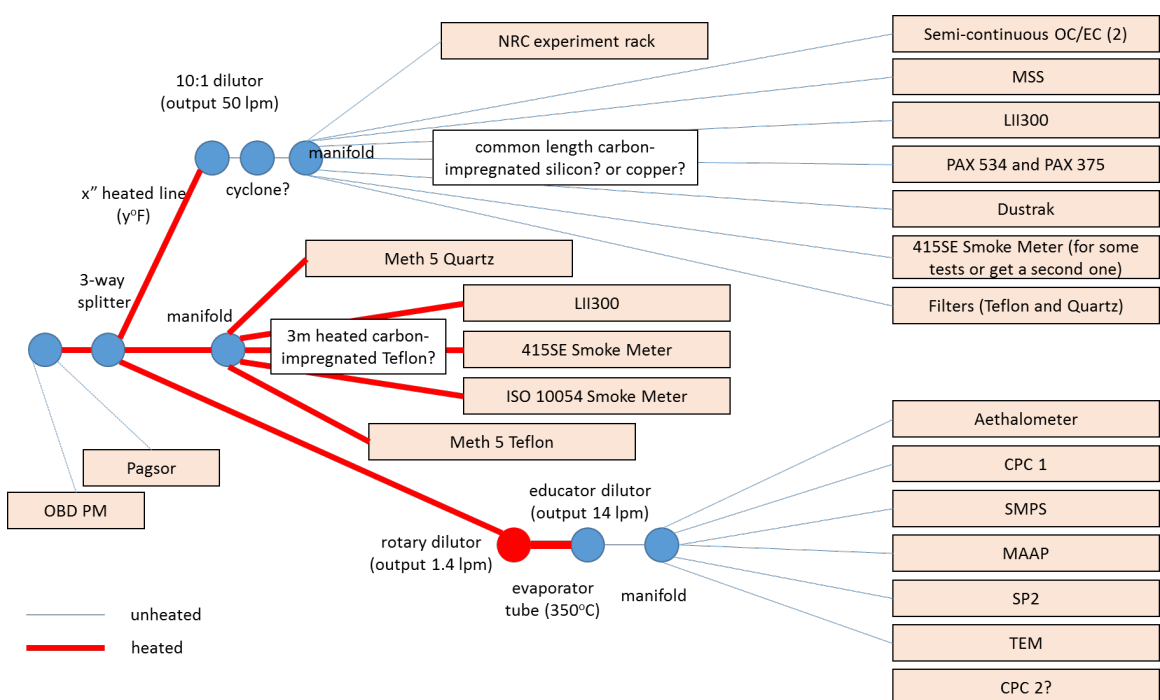 NRC experiment rack
Semi-continuous OC/EC (2)
MSS
LII300
PAX 534 and PAX 375
Dustrak
415SE Smoke Meter (for some
tests or get a second one)
Filters (Teflon and Quartz)
10:1 dilutor
(output 50 lpm)
manifold
cyclone?
common length carbon-
impregnated silicon? or copper?
x” heated line
(y°F)
3-way
splitter
manifold
Meth 5 Quartz
LII300
3m heated carbon-
impregnated Teflon?
415SE Smoke Meter
ISO 10054 Smoke Meter
Meth 5 Teflon
Pagsor
OBD PM
educator dilutor
(output 14 lpm)
rotary dilutor
(output 1.4 lpm)
evaporator
tube (350°C)
manifold
Aethalometer
CPC 1
SMPS
MAAP
SP2
TEM
CPC 2?
unheated
heated